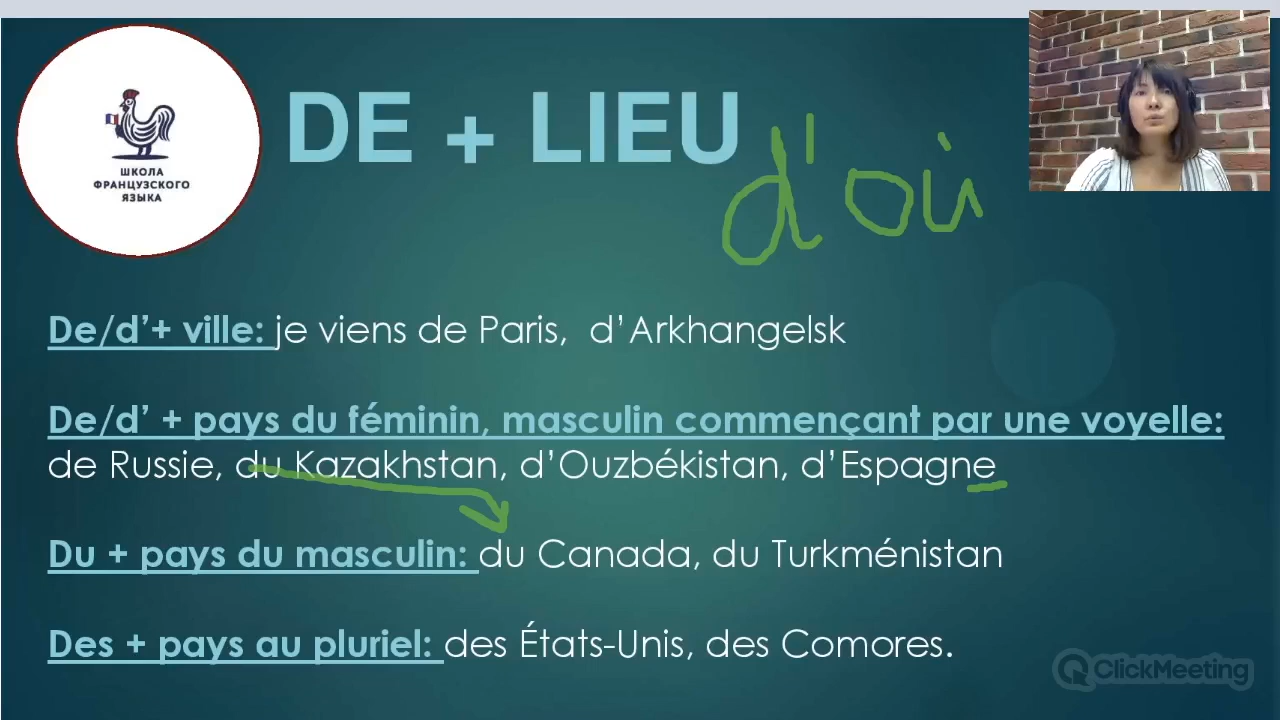 ШКОЛА
ФРАНЦУЗСКОГО
ЯЗЫКА
DE + LIEU
d'où
De/d’+ ville: je viens de Paris, d’Arkhangelsk
De/d’ + pays du féminin, masculin commençant par une voyelle:
de Russie, du Kazakhstan, d’Ouzbékistan, d’Espagne
Du + pays du masculin: du Canada, du Turkménistan
Des + pays au pluriel: des États-Unis, des Comores.
ClickMeeting